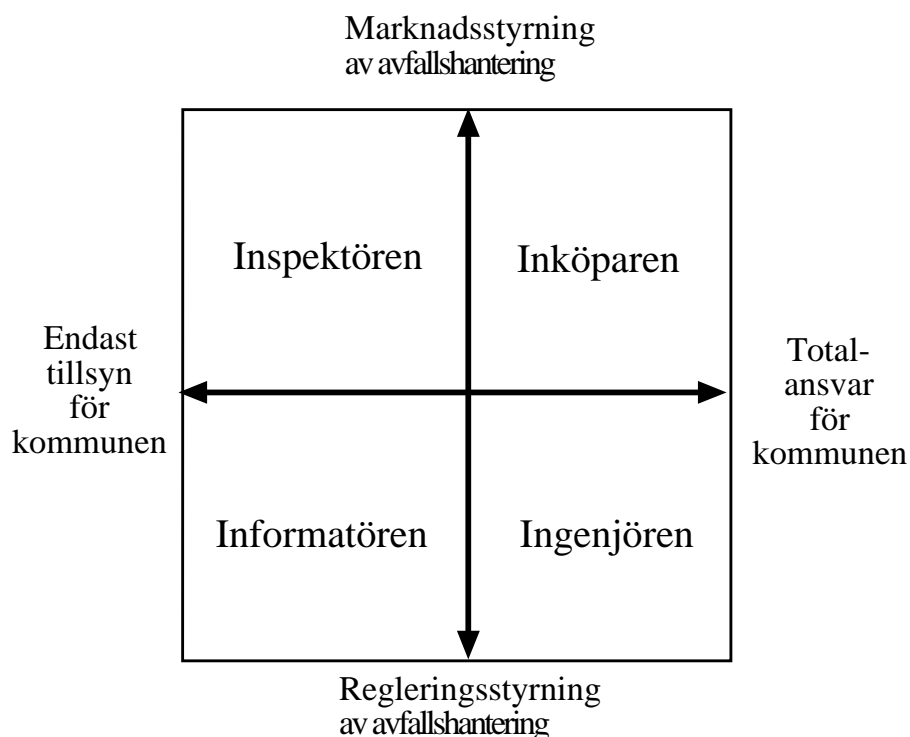 Marknadsstyrning
av avfallshantering
Inspektören
Inköparen
Endast
tillsyn
för
kommunen
Total-
ansvar
för
kommunen
Informatören
Ingenjören
Regleringsstyrning
av avfallshantering